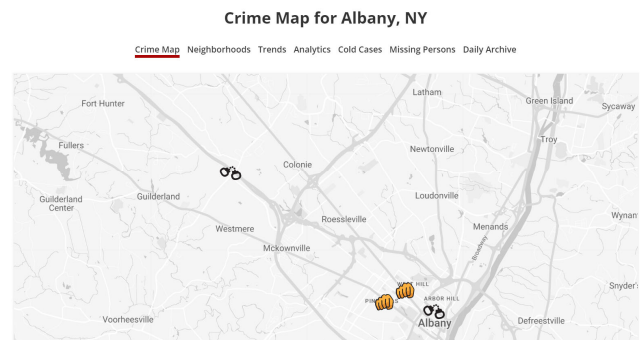 Crime Map for Albany, NY
Crime Map Neighborhoods Trends Analytics Cold Cases Missing Persons Daily Archive
Latham
Fort Hunter
Green Island
Sycaway
Troy
Fullers
Newtonville
Colonie
Guilderland
Center
Guilderland
Loudonville
Roessleville
Westmere
Menands
Mckownville
Broadway
HILL
ARBOR HILL
Voorheesville
Albany
Defreestville